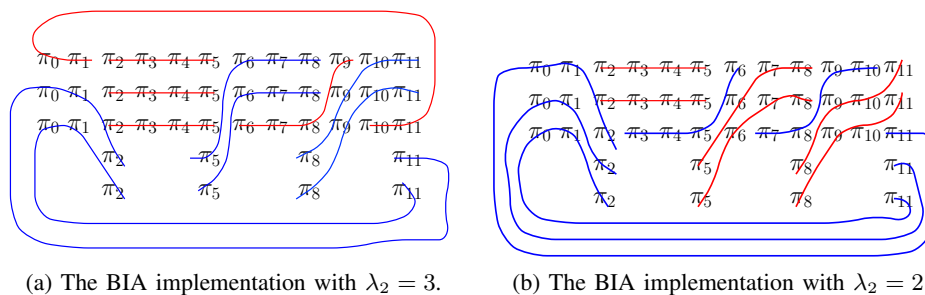 π₀ π₁ π₂ π₃ π₄ π₅ π₆ π₇ π₈ π₉ π₁₀ π₁₁
π₀ π₁ π₂ π₃ π₄ π₅ π₆ π₇ π₈ π₉ π₁₀ π₁₁
π₀ π₁ π₂ π₃ π₄ π₅ π₆ π₇ π₈ π₉ π₁₀ π₁₁
π₂ π₅ π₈ π₁₁
π₂ π₅ π₈ π₁₁
(a) The BIA implementation with λ₂ = 3.
π₀ π₁ π₂ π₃ π₄ π₅ π₆ π₇ π₈ π₉ π₁₀ π₁₁
π₀ π₁ π₂ π₃ π₄ π₅ π₆ π₇ π₈ π₉ π₁₀ π₁₁
π₀ π₁ π₂ π₃ π₄ π₅ π₆ π₇ π₈ π₉ π₁₀ π₁₁
π₂ π₅ π₈ π₁₁
π₂ π₅ π₈ π₁₁
(b) The BIA implementation with λ₂ = 2